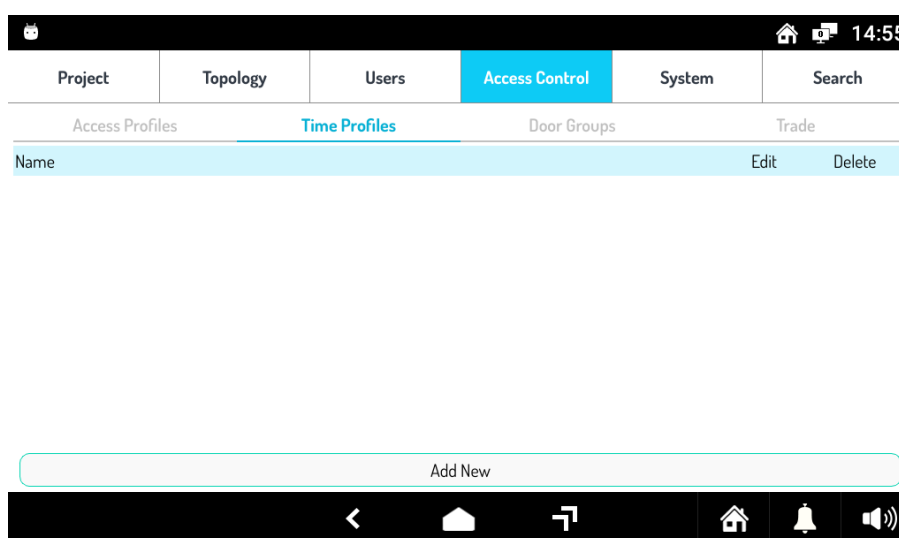 14:55
Project Topology Users Access Control System Search
Access Profiles Time Profiles Door Groups Trade
Name Edit Delete
Add New